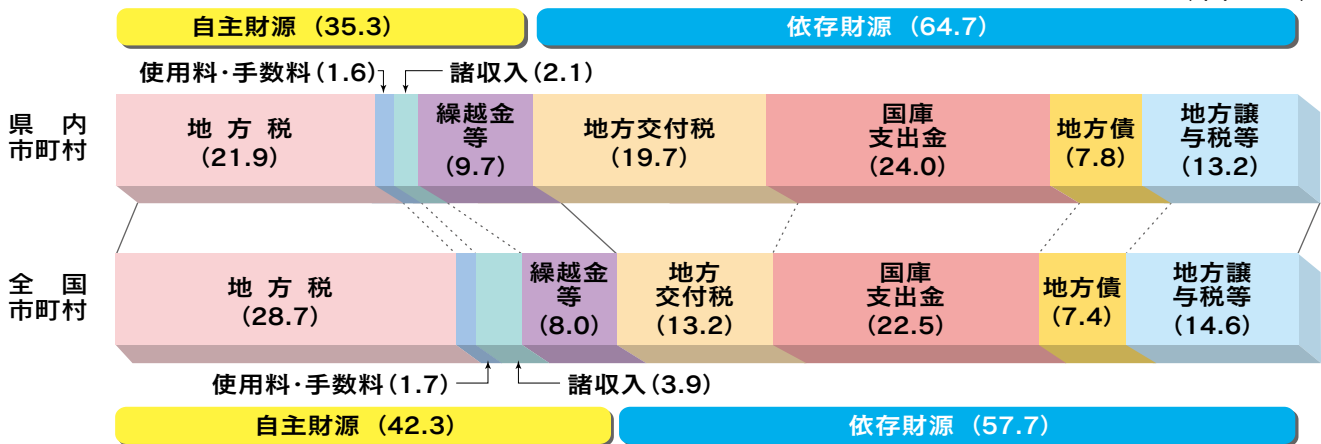 自主財源 (35.3)
依存財源 (64.7)
使用料・手数料(1.6)
諸収入(2.1)
県 内
市町村
地 方 税
(21.9)
繰越金
等
(9.7)
地方交付税
(19.7)
国庫
支出金
(24.0)
地方債
(7.8)
地方譲
与税等
(13.2)
全 国
市町村
地 方 税
(28.7)
繰越金
等
(8.0)
地方
交付税
(13.2)
国庫
支出金
(22.5)
地方債
(7.4)
地方譲
与税等
(14.6)
使用料・手数料(1.7)
諸収入(3.9)
自主財源 (42.3)
依存財源 (57.7)